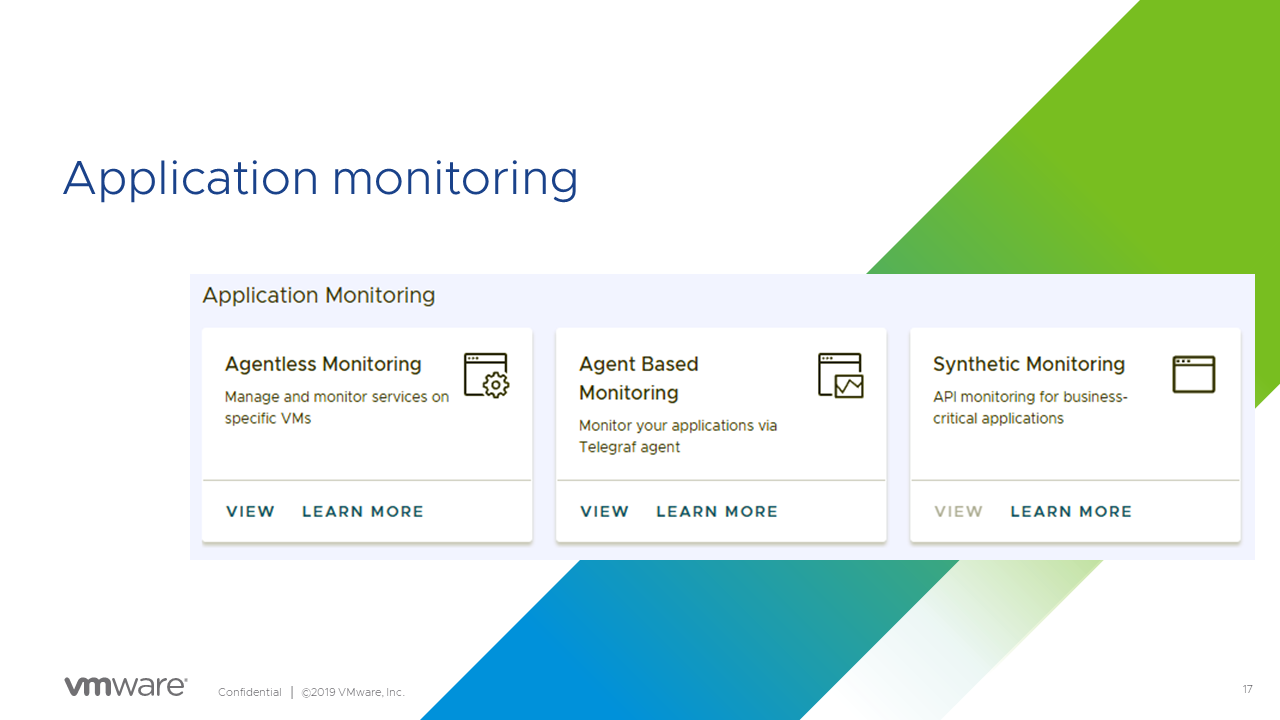 Application monitoring
Application Monitoring
Agentless Monitoring
Manage and monitor services on
specific VMs
VIEW LEARN MORE
Agent Based
Monitoring
Monitor your applications via
Telegraf agent
VIEW LEARN MORE
Synthetic Monitoring
API monitoring for business-
critical applications
VIEW LEARN MORE
vmware®
Confidential | ©2019 VMware, Inc.
17